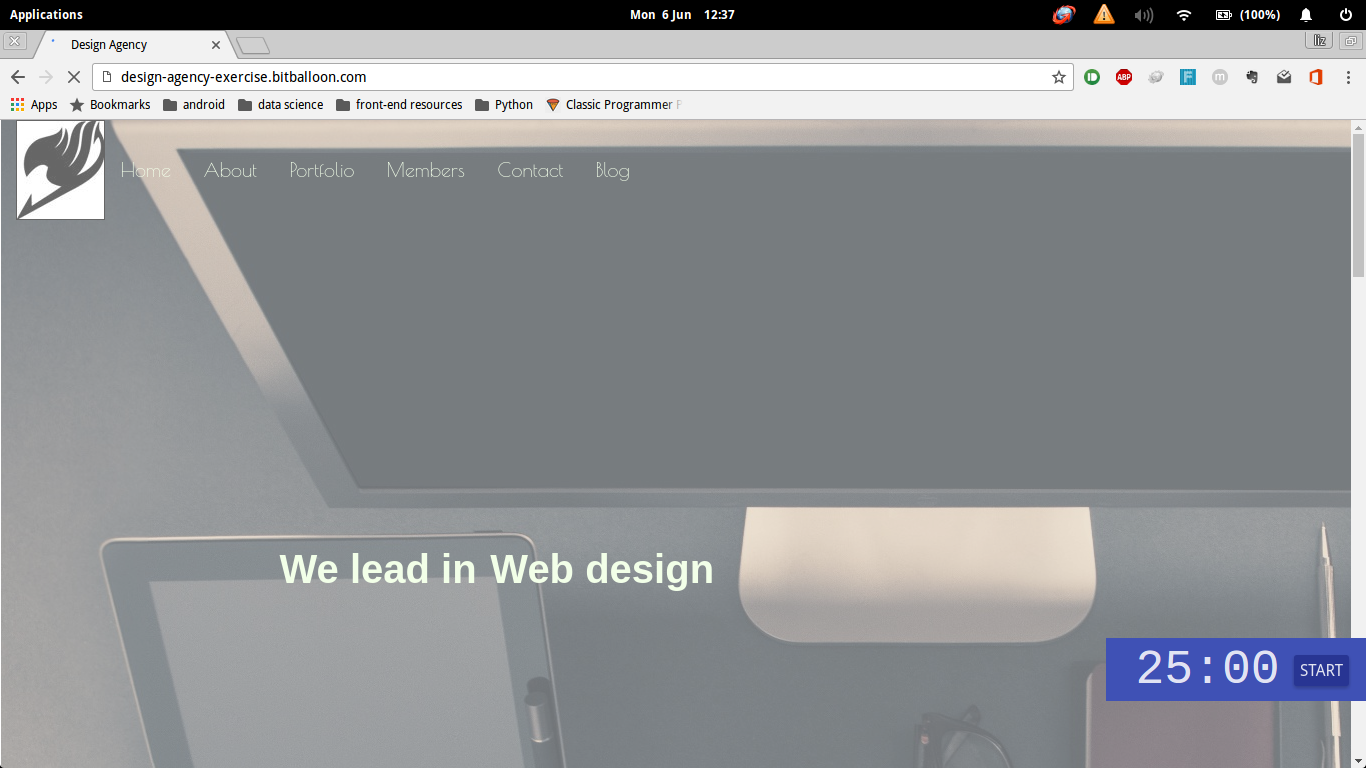 Applications
Mon 6 Jun 12:37
(100%)
Design Agency
liz
design-agency-exercise.bitballoon.com
ABP
F
m
Apps
Bookmarks
android
data science
front-end resources
Python
Classic Programmer P
Home
About
Portfolio
Members
Contact
Blog
We lead in Web design
25:00
START